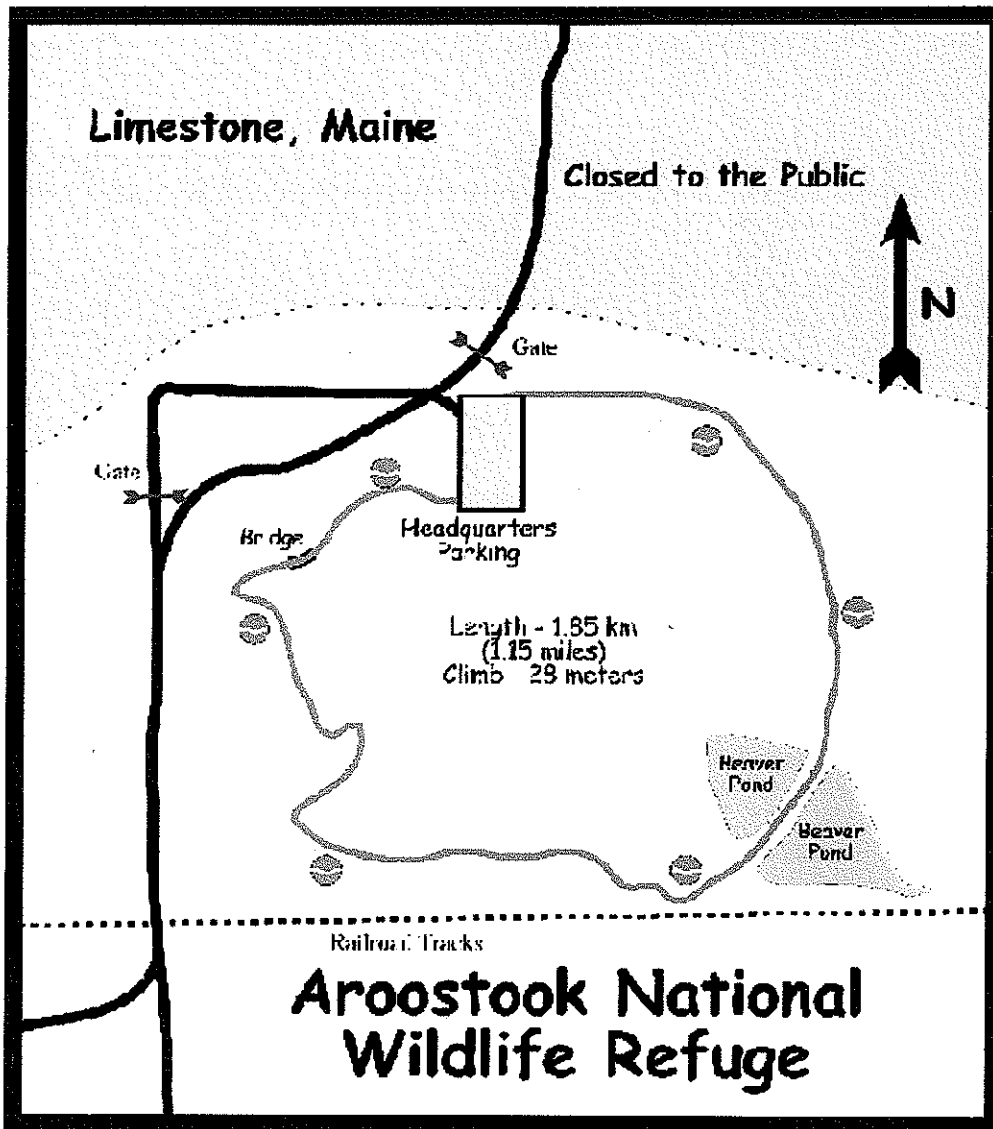 Limestone, Maine
Closed to the Public
N
Gate
Gate
Bridge
Headquarters
Parking
Length - 1.85 km
(1.15 miles)
Climb 28 meters
Beaver
Pond
Beaver
Pond
Railroad Tracks
Aroostook National
Wildlife Refuge